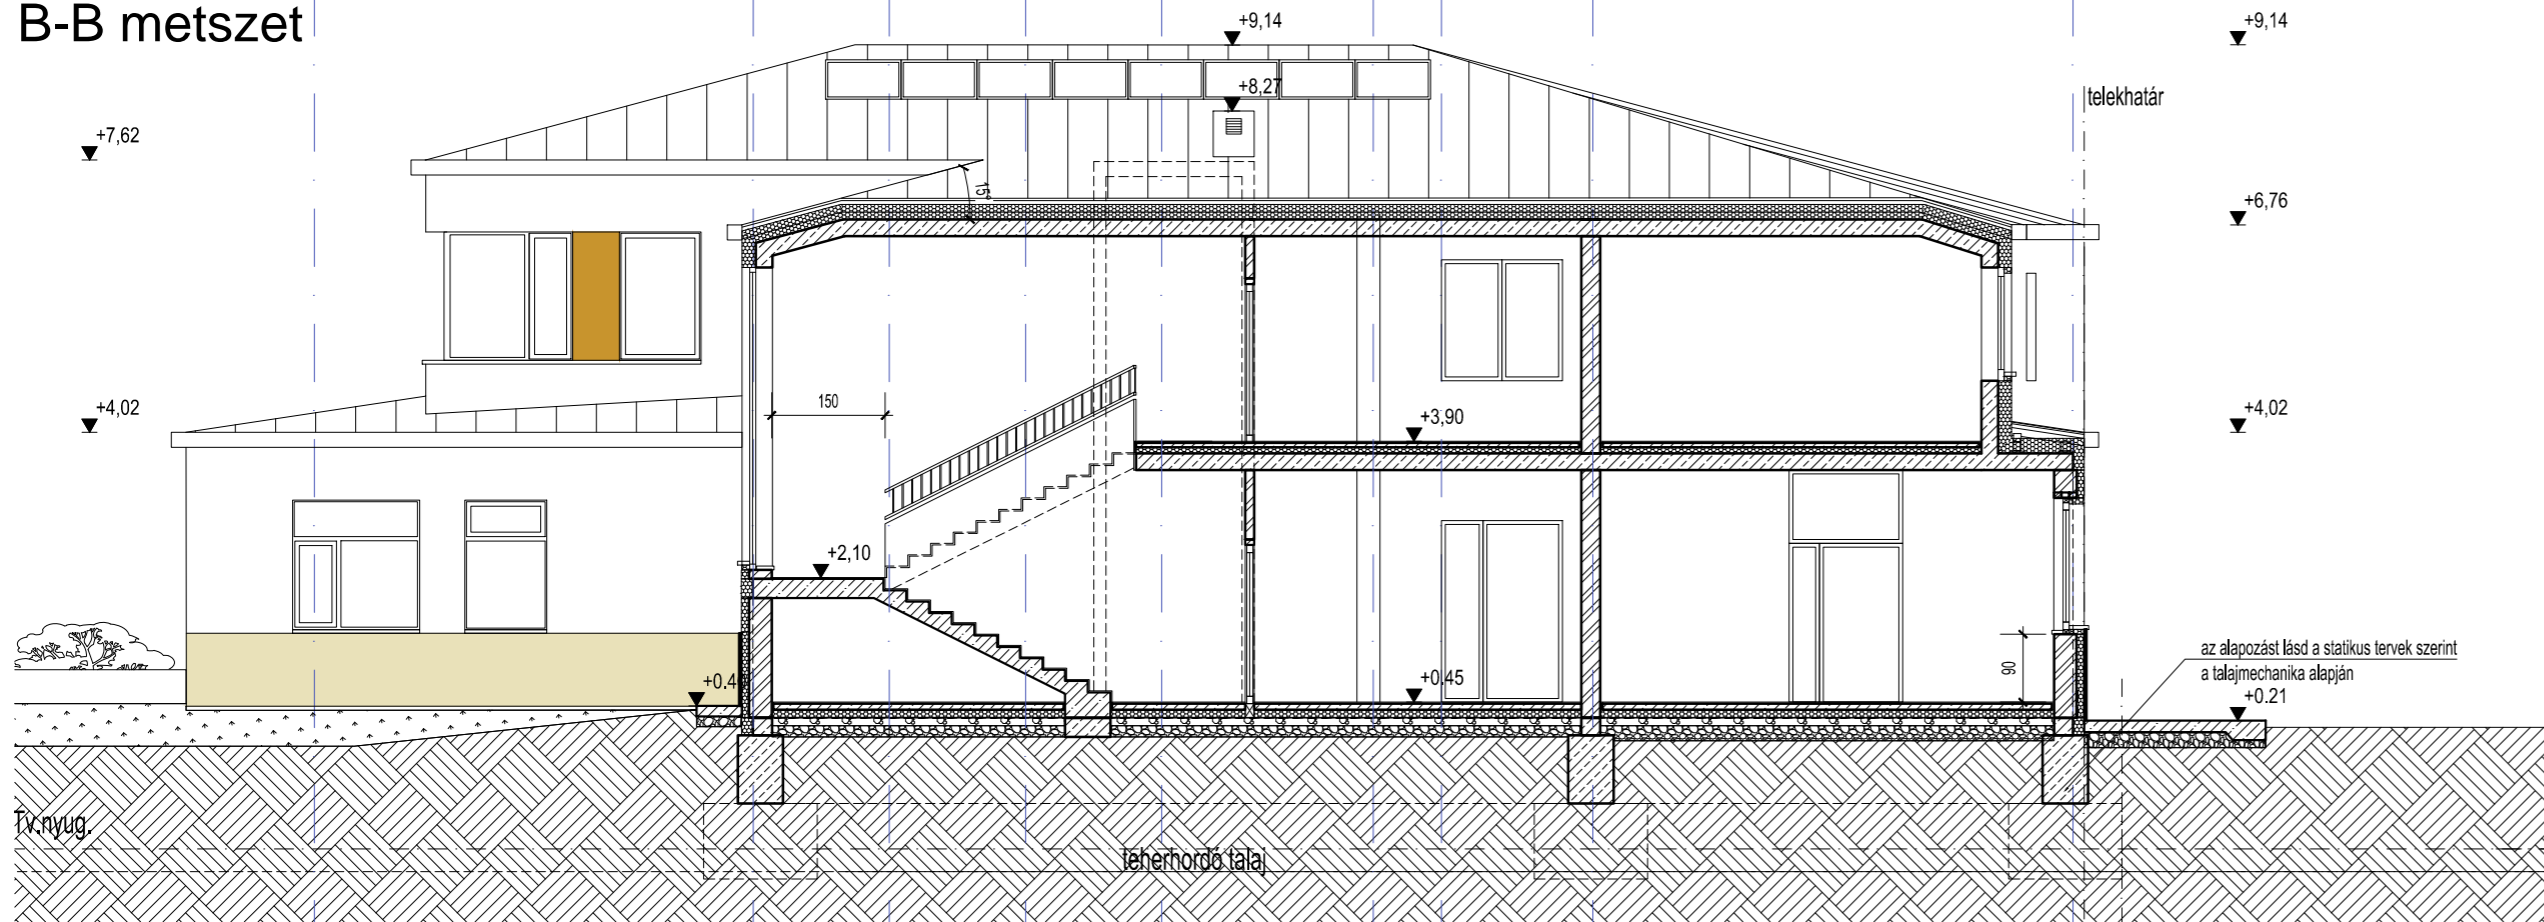 B-B metszet
+9,14
+9,14
+8,27
telekhatár
+7,62
15°
+6,76
150
+4,02
+3,90
+4,02
+2,10
90
az alapozást lásd a statikus tervek szerint
a talajmechanika alapján
+0.45
+0.21
Tv.nyug.
teherhordó talaj